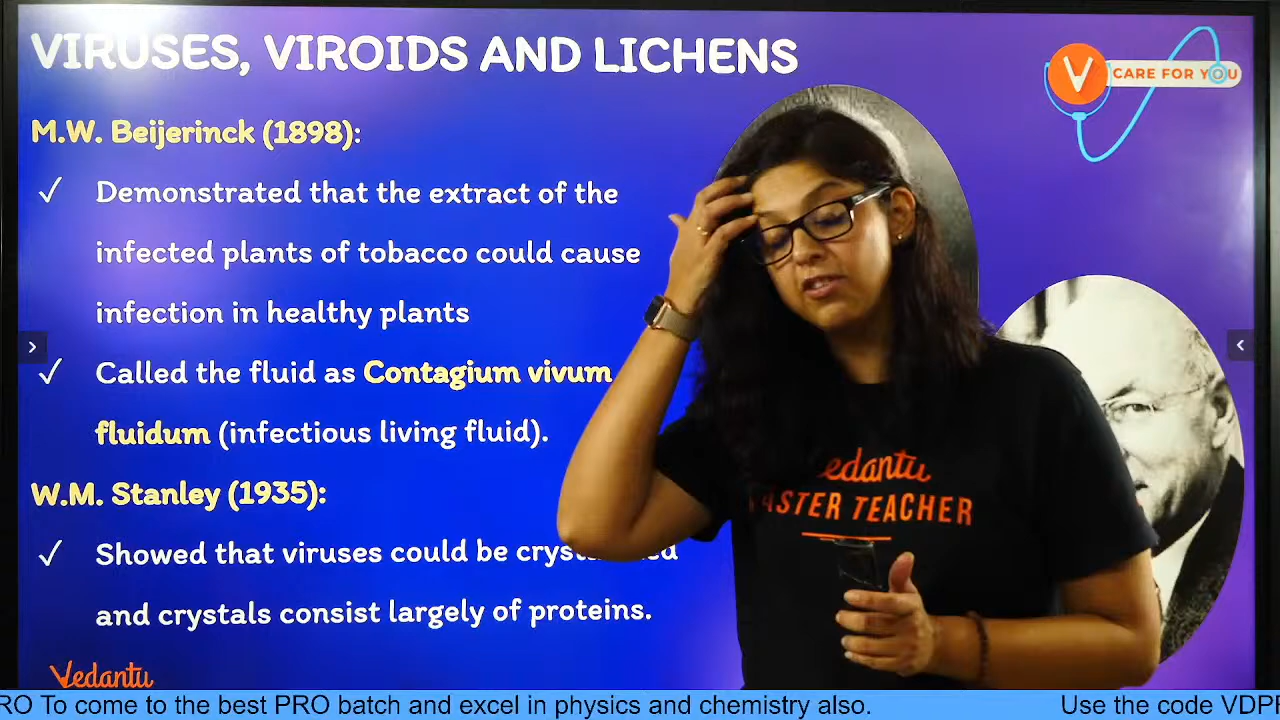 VIRUSES, VIROIDS AND LICHENS
CARE FOR YOU
M.W. Beijerinck (1898):
✓ Demonstrated that the extract of the
infected plants of tobacco could cause
infection in healthy plants
✓ Called the fluid as Contagium vivum
fluidum (infectious living fluid).
W.M. Stanley (1935):
✓ Showed that viruses could be
and crystals consist largely of proteins.
Vedantu
TEACHER
Vedantu
RO To come to the best PRO batch and excel in physics and chemistry also. Use the code